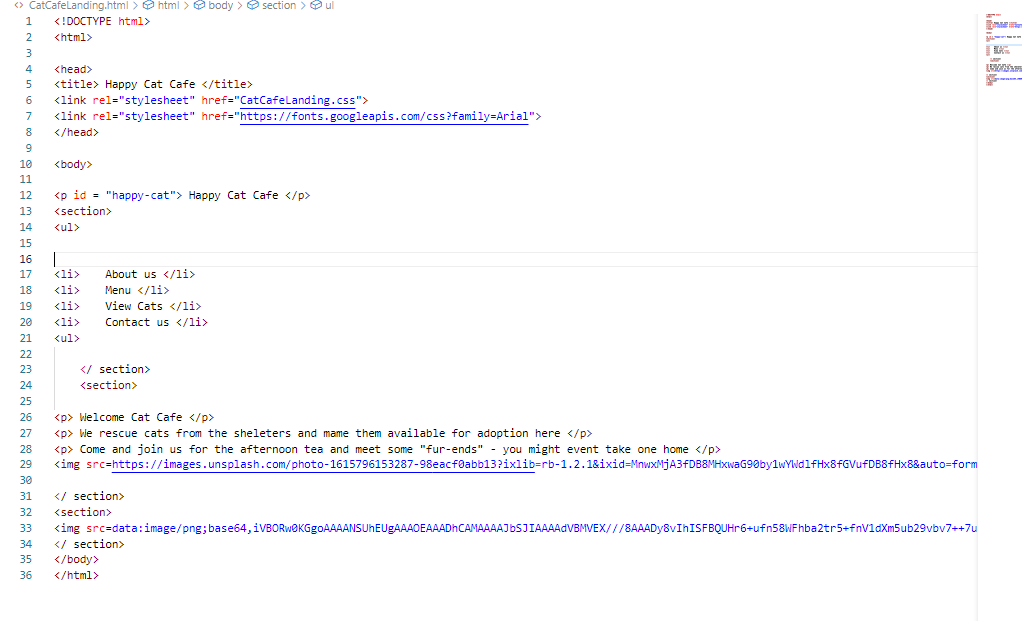 CatCafeLanding.html > html > body > section > ul
1 <!DOCTYPE html>
2 <html>
3
4 <head>
5 <title> Happy Cat Cafe </title>
6 <link rel="stylesheet" href="CatCafeLanding.css">
7 <link rel="stylesheet" href="https://fonts.googleapis.com/css?family=Arial">
8 </head>
9
10 <body>
11
12 <p id = "happy-cat"> Happy Cat Cafe </p>
13 <section>
14 <ul>
15
16
17 <li>    About us </li>
18 <li>    Menu </li>
19 <li>    View Cats </li>
20 <li>    Contact us </li>
21 <ul>
22
23     </ section>
24     <section>
25
26 <p> Welcome Cat Cafe </p>
27 <p> We rescue cats from the sheleters and mame them available for adoption here </p>
28 <p> Come and join us for the afternoon tea and meet some "fur-ends" - you might event take one home </p>
29 <img src=https://images.unsplash.com/photo-1615796153287-98eacf0abb13?ixlib=rb-1.2.1&ixid=MnwxMjA3fDB8MHxwaG90by1wYWdlfHx8fGVufDB8fHx8&auto=form
30
31 </ section>
32 <section>
33 <img src=data:image/png;base64,iVBORw0KGgoAAAANSUhEUgAAAOEAAADhCAMAAAAJbSJIAAAAdVBMVEX///8AAADy8vIhISFBQUHr6+ufn58WFhba2tr5+fnV1dXm5ub29vbv7++7u
34 </ section>
35 </body>
36 </html>